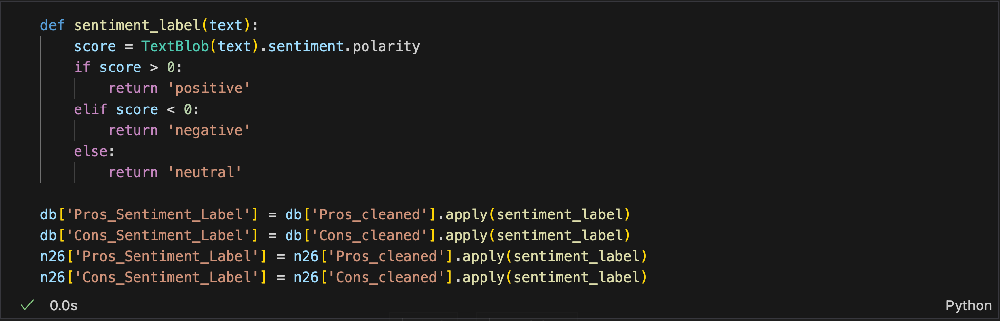 def sentiment_label(text):
    score = TextBlob(text).sentiment.polarity
    if score > 0:
        return 'positive'
    elif score < 0:
        return 'negative'
    else:
        return 'neutral'

db['Pros_Sentiment_Label'] = db['Pros_cleaned'].apply(sentiment_label)
db['Cons_Sentiment_Label'] = db['Cons_cleaned'].apply(sentiment_label)
n26['Pros_Sentiment_Label'] = n26['Pros_cleaned'].apply(sentiment_label)
n26['Cons_Sentiment_Label'] = n26['Cons_cleaned'].apply(sentiment_label)
0.0s
Python